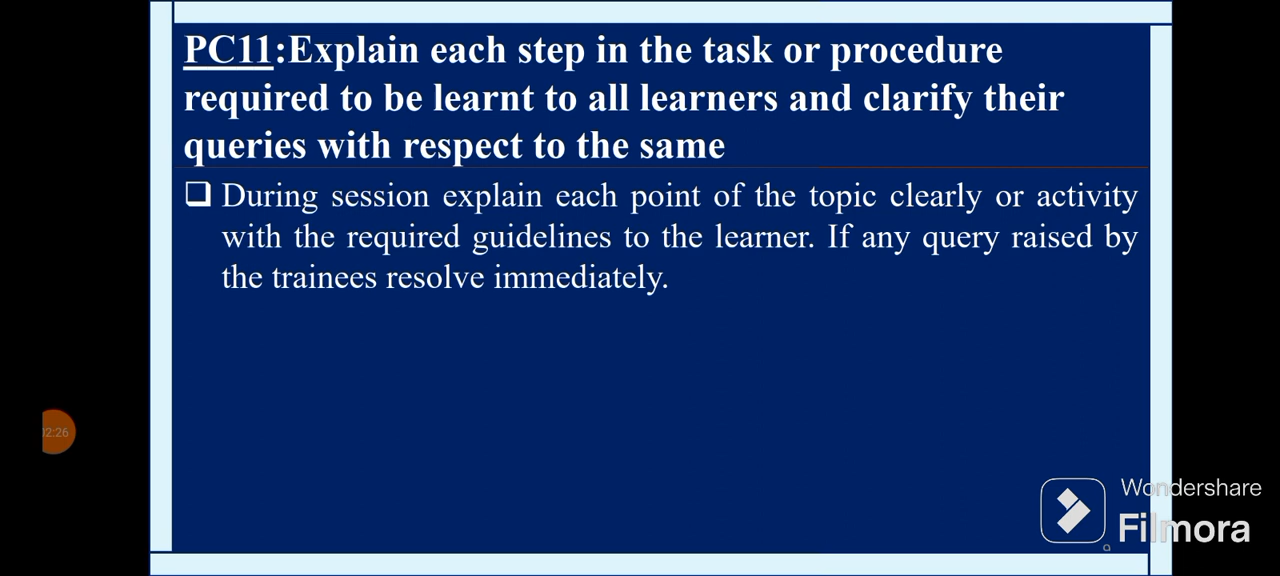 PC11:Explain each step in the task or procedure
required to be learnt to all learners and clarify their
queries with respect to the same
During session explain each point of the topic clearly or activity
with the required guidelines to the learner. If any query raised by
the trainees resolve immediately.
02:26
Wondershare
Filmora